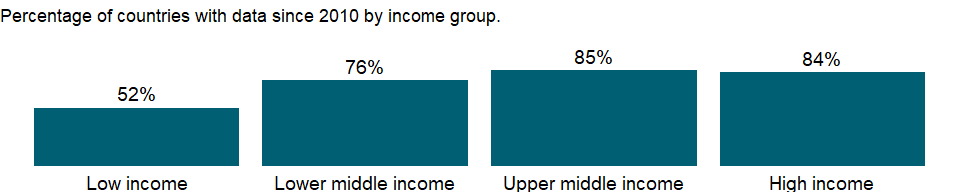 Percentage of countries with data since 2010 by income group.
52%
76%
85%
84%
Low income
Lower middle income
Upper middle income
High income